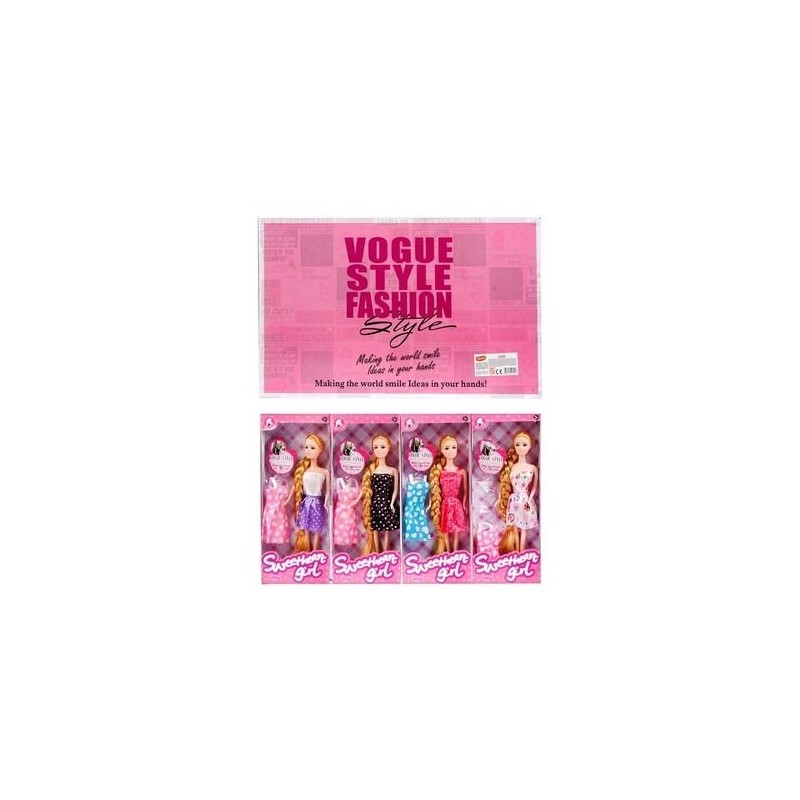 VOGUE
STYLE
FASHION
Style
Making the world smile
Ideas in your hands
Making the world smile Ideas in your hands!
CE
Sweetheart
girl
Sweetheart
girl
Sweetheart
girl
Sweetheart
girl